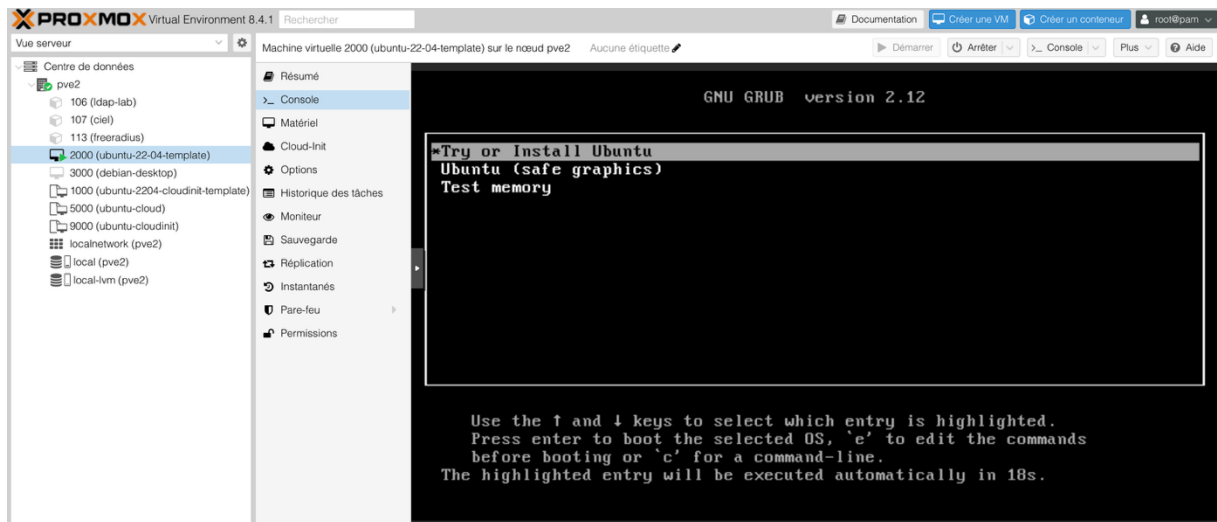 PROXMOX Virtual Environment 8.4.1 Rechercher Documentation Créer une VM Créer un conteneur root@pam
Vue serveur
Machine virtuelle 2000 (ubuntu-22-04-template) sur le nœud pve2 Aucune étiquette Démarrer Arrêter >_ Console Plus Aide
Centre de données
pve2
106 (ldap-lab)
107 (ciel)
113 (freeradius)
2000 (ubuntu-22-04-template)
3000 (debian-desktop)
1000 (ubuntu-2204-cloudinit-template)
5000 (ubuntu-cloud)
9000 (ubuntu-cloudinit)
localnetwork (pve2)
local (pve2)
local-lvm (pve2)
Résumé
>_ Console
Matériel
Cloud-Init
Options
Historique des tâches
Moniteur
Sauvegarde
Réplication
Instantanés
Pare-feu
Permissions
GNU GRUB version 2.12
*Try or Install Ubuntu
Ubuntu (safe graphics)
Test memory
Use the ↑ and ↓ keys to select which entry is highlighted.
Press enter to boot the selected OS, `e' to edit the commands
before booting or `c' for a command-line.
The highlighted entry will be executed automatically in 18s.